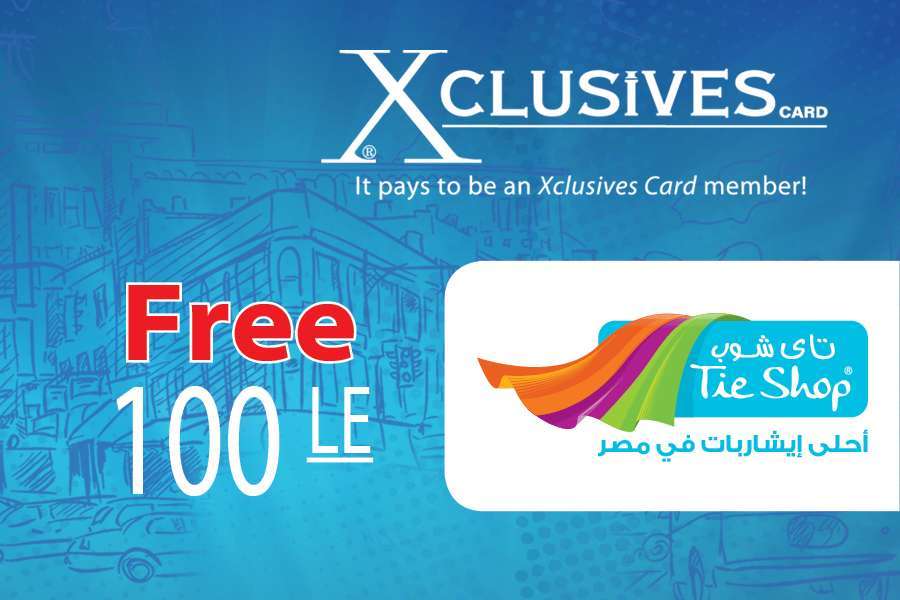 XCLUSiVES CARD
®
It pays to be an Xclusives Card member!
Free
100 LE
تاى شوب
Tie Shop®
أحلى إيشاربات في مصر